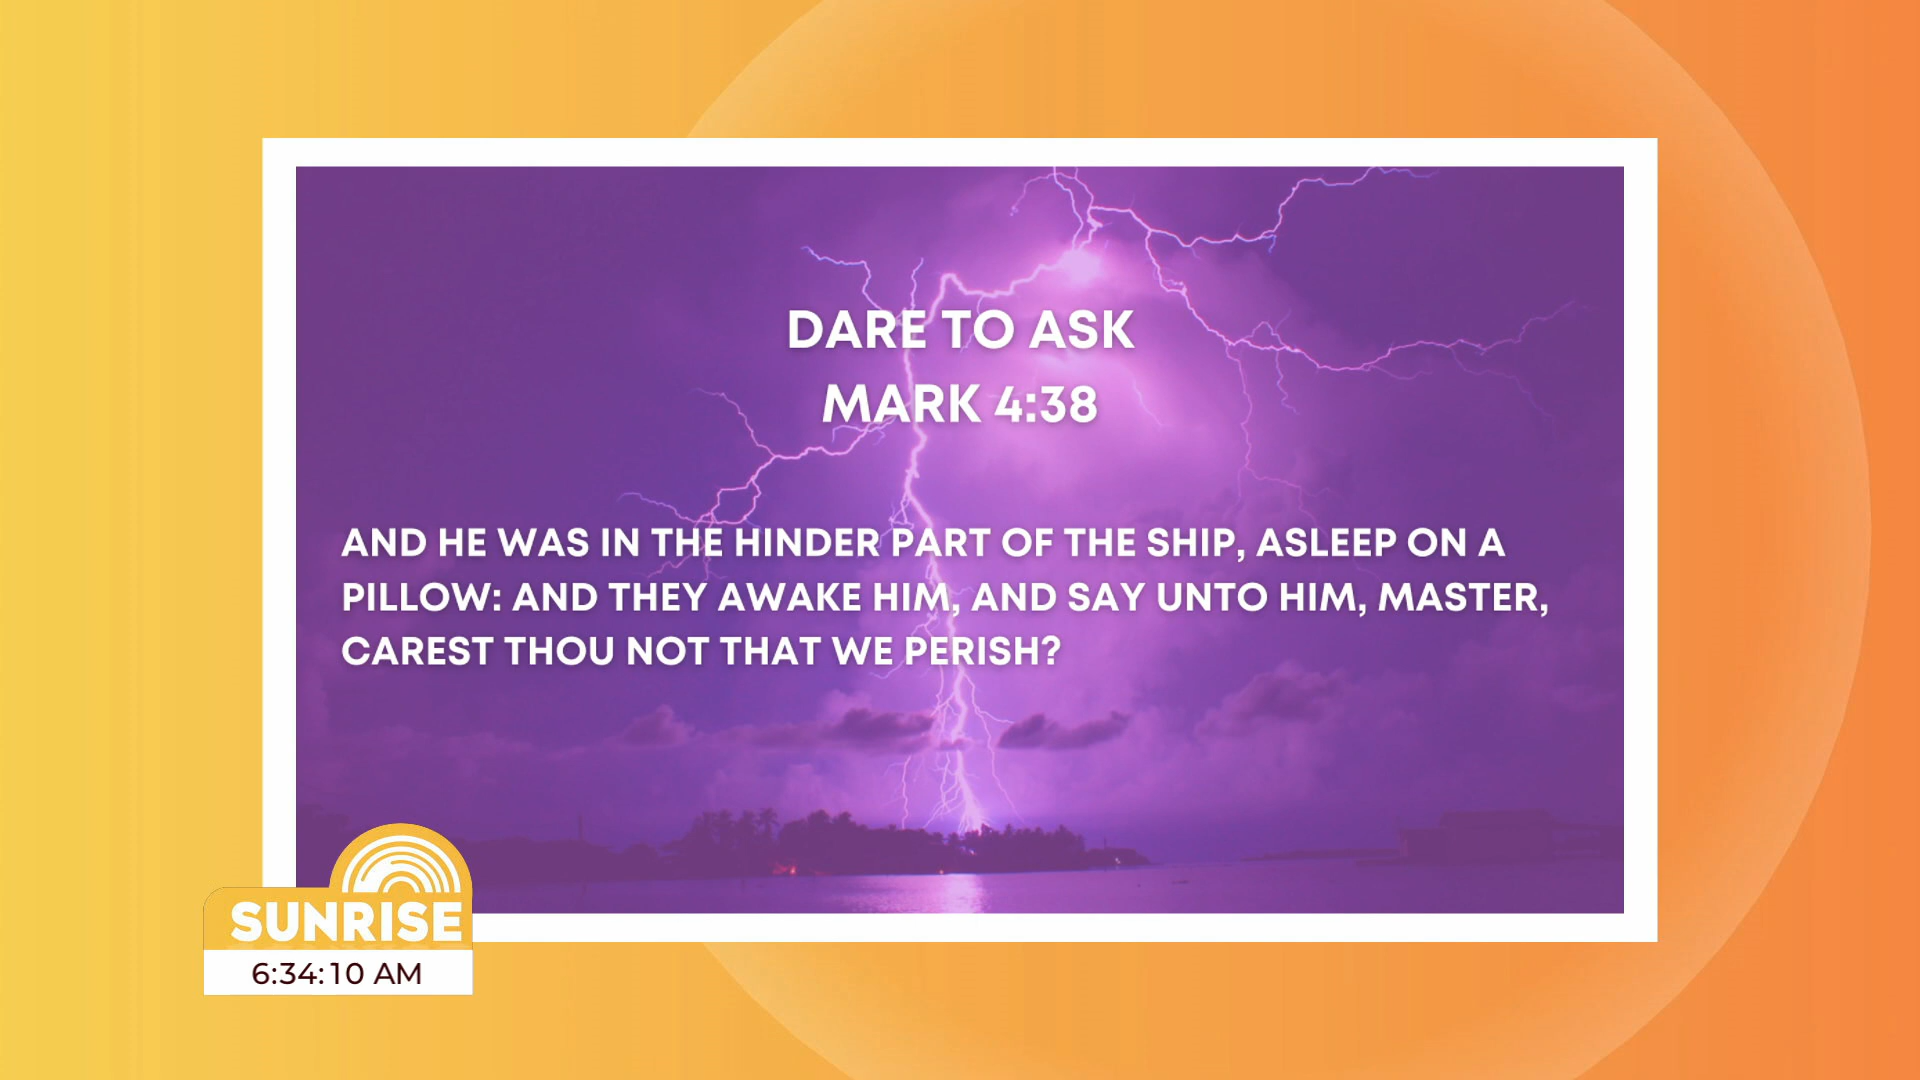 DARE TO ASK
MARK 4:38
AND HE WAS IN THE HINDER PART OF THE SHIP, ASLEEP ON A
PILLOW: AND THEY AWAKE HIM, AND SAY UNTO HIM, MASTER,
CAREST THOU NOT THAT WE PERISH?
SUNRISE
6:34:10 AM